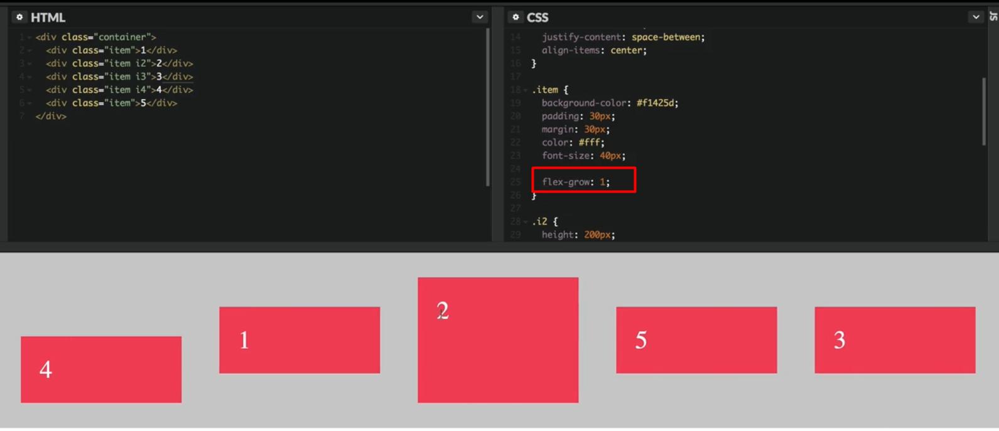 HTML
1 <div class="container">
2 <div class="item">1</div>
3 <div class="item i2">2</div>
4 <div class="item i3">3</div>
5 <div class="item i4">4</div>
6 <div class="item">5</div>
7 </div>
CSS
14 justify-content: space-between;
15 align-items: center;
16 }
17
18 .item {
19 background-color: #f1425d;
20 padding: 30px;
21 margin: 30px;
22 color: #fff;
23 font-size: 40px;
24
25 flex-grow: 1;
26 }
27
28 .i2 {
29 height: 200px;
JS
4
1
2
5
3